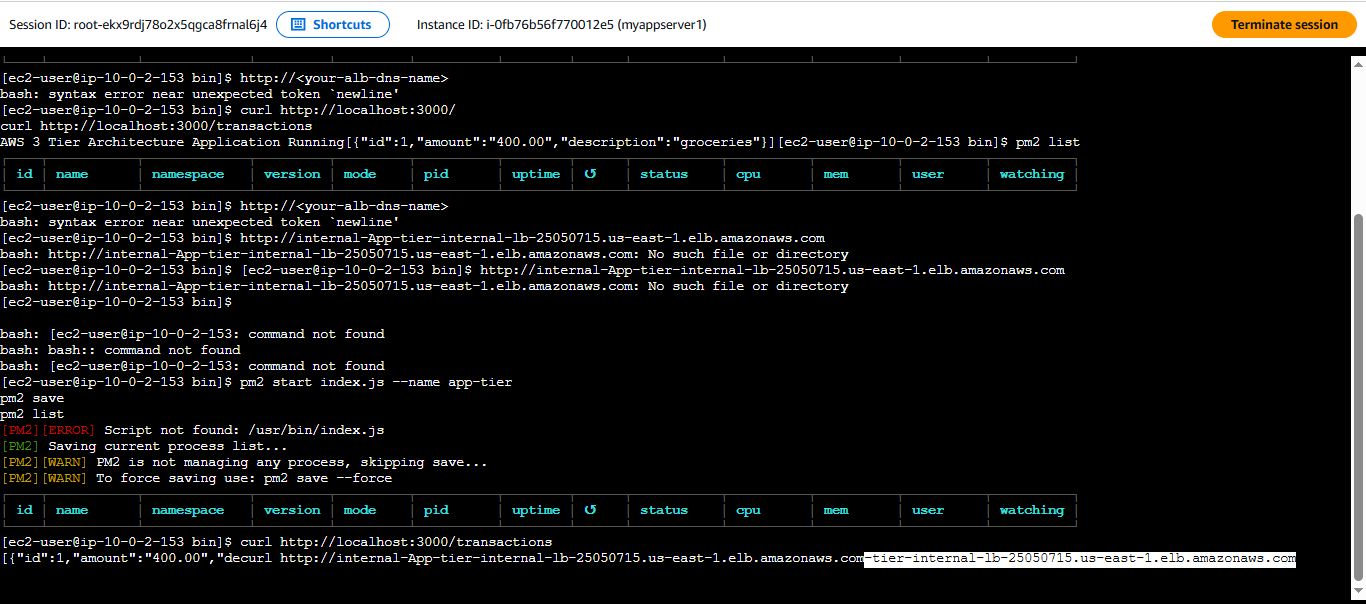 Session ID: root-ekx9rdj78o2x5qgca8frnal6j4 Shortcuts Instance ID: i-0fb76b56f770012e5 (myappserver1) Terminate session
[ec2-user@ip-10-0-2-153 bin]$ http://<your-alb-dns-name>
bash: syntax error near unexpected token `newline'
[ec2-user@ip-10-0-2-153 bin]$ curl http://localhost:3000/
curl http://localhost:3000/transactions
AWS 3 Tier Architecture Application Running[{"id":1,"amount":"400.00","description":"groceries"}][ec2-user@ip-10-0-2-153 bin]$ pm2 list
id name namespace version mode pid uptime ↺ status cpu mem user watching
[ec2-user@ip-10-0-2-153 bin]$ http://<your-alb-dns-name>
bash: syntax error near unexpected token `newline'
[ec2-user@ip-10-0-2-153 bin]$ http://internal-App-tier-internal-lb-25050715.us-east-1.elb.amazonaws.com
bash: http://internal-App-tier-internal-lb-25050715.us-east-1.elb.amazonaws.com: No such file or directory
[ec2-user@ip-10-0-2-153 bin]$ [ec2-user@ip-10-0-2-153 bin]$ http://internal-App-tier-internal-lb-25050715.us-east-1.elb.amazonaws.com
bash: http://internal-App-tier-internal-lb-25050715.us-east-1.elb.amazonaws.com: No such file or directory
[ec2-user@ip-10-0-2-153 bin]$
bash: [ec2-user@ip-10-0-2-153: command not found
bash: bash:: command not found
bash: [ec2-user@ip-10-0-2-153: command not found
[ec2-user@ip-10-0-2-153 bin]$ pm2 start index.js --name app-tier
pm2 save
pm2 list
[PM2][ERROR] Script not found: /usr/bin/index.js
[PM2] Saving current process list...
[PM2][WARN] PM2 is not managing any process, skipping save...
[PM2][WARN] To force saving use: pm2 save --force
id name namespace version mode pid uptime ↺ status cpu mem user watching
[ec2-user@ip-10-0-2-153 bin]$ curl http://localhost:3000/transactions
[{"id":1,"amount":"400.00","decurl http://internal-App-tier-internal-lb-25050715.us-east-1.elb.amazonaws.com-tier-internal-lb-25050715.us-east-1.elb.amazonaws.com